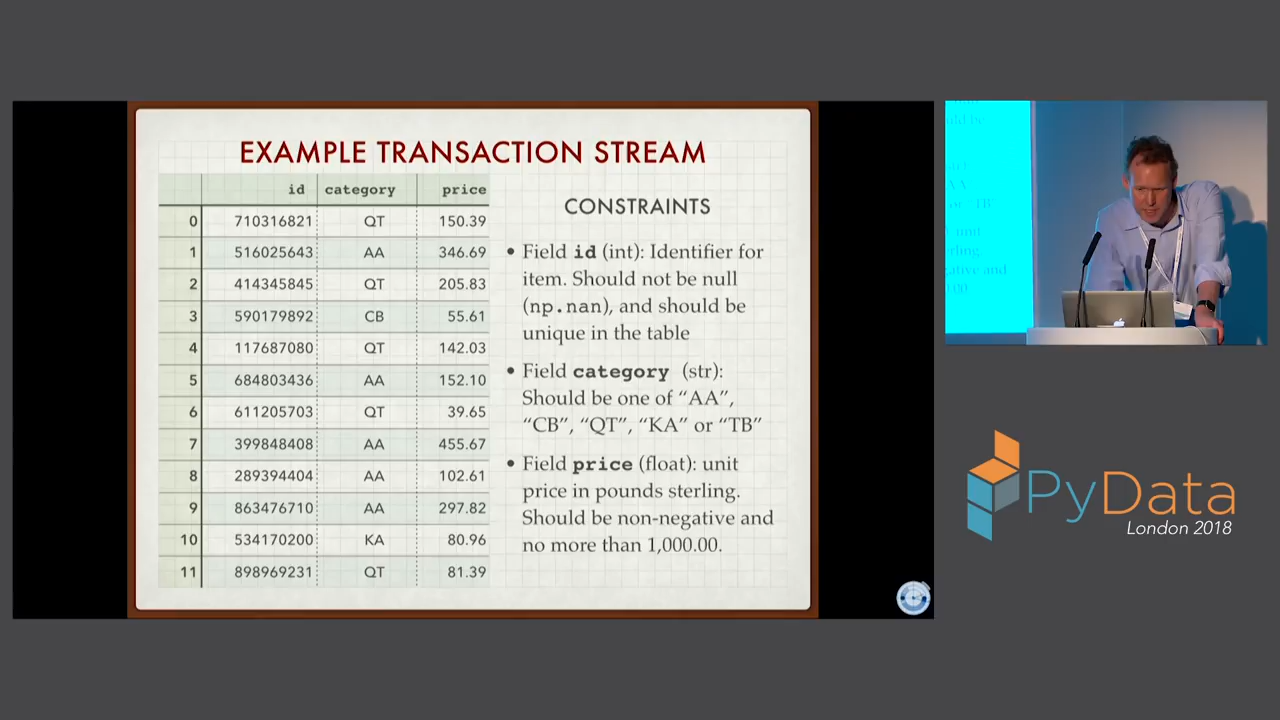 EXAMPLE TRANSACTION STREAM
id category price
0 710316821 QT 150.39
1 516025643 AA 346.69
2 414345845 QT 205.83
3 590179892 CB 55.61
4 117687080 QT 142.03
5 684803436 AA 152.10
6 611205703 QT 39.65
7 399848408 AA 455.67
8 289394404 AA 102.61
9 863476710 AA 297.82
10 534170200 KA 80.96
11 898969231 QT 81.39
CONSTRAINTS
• Field id (int): Identifier for
item. Should not be null
(np.nan), and should be
unique in the table
• Field category (str):
Should be one of “AA”,
“CB”, “QT”, “KA” or “TB”
• Field price (float): unit
price in pounds sterling.
Should be non-negative and
no more than 1,000.00.
PyData
London 2018